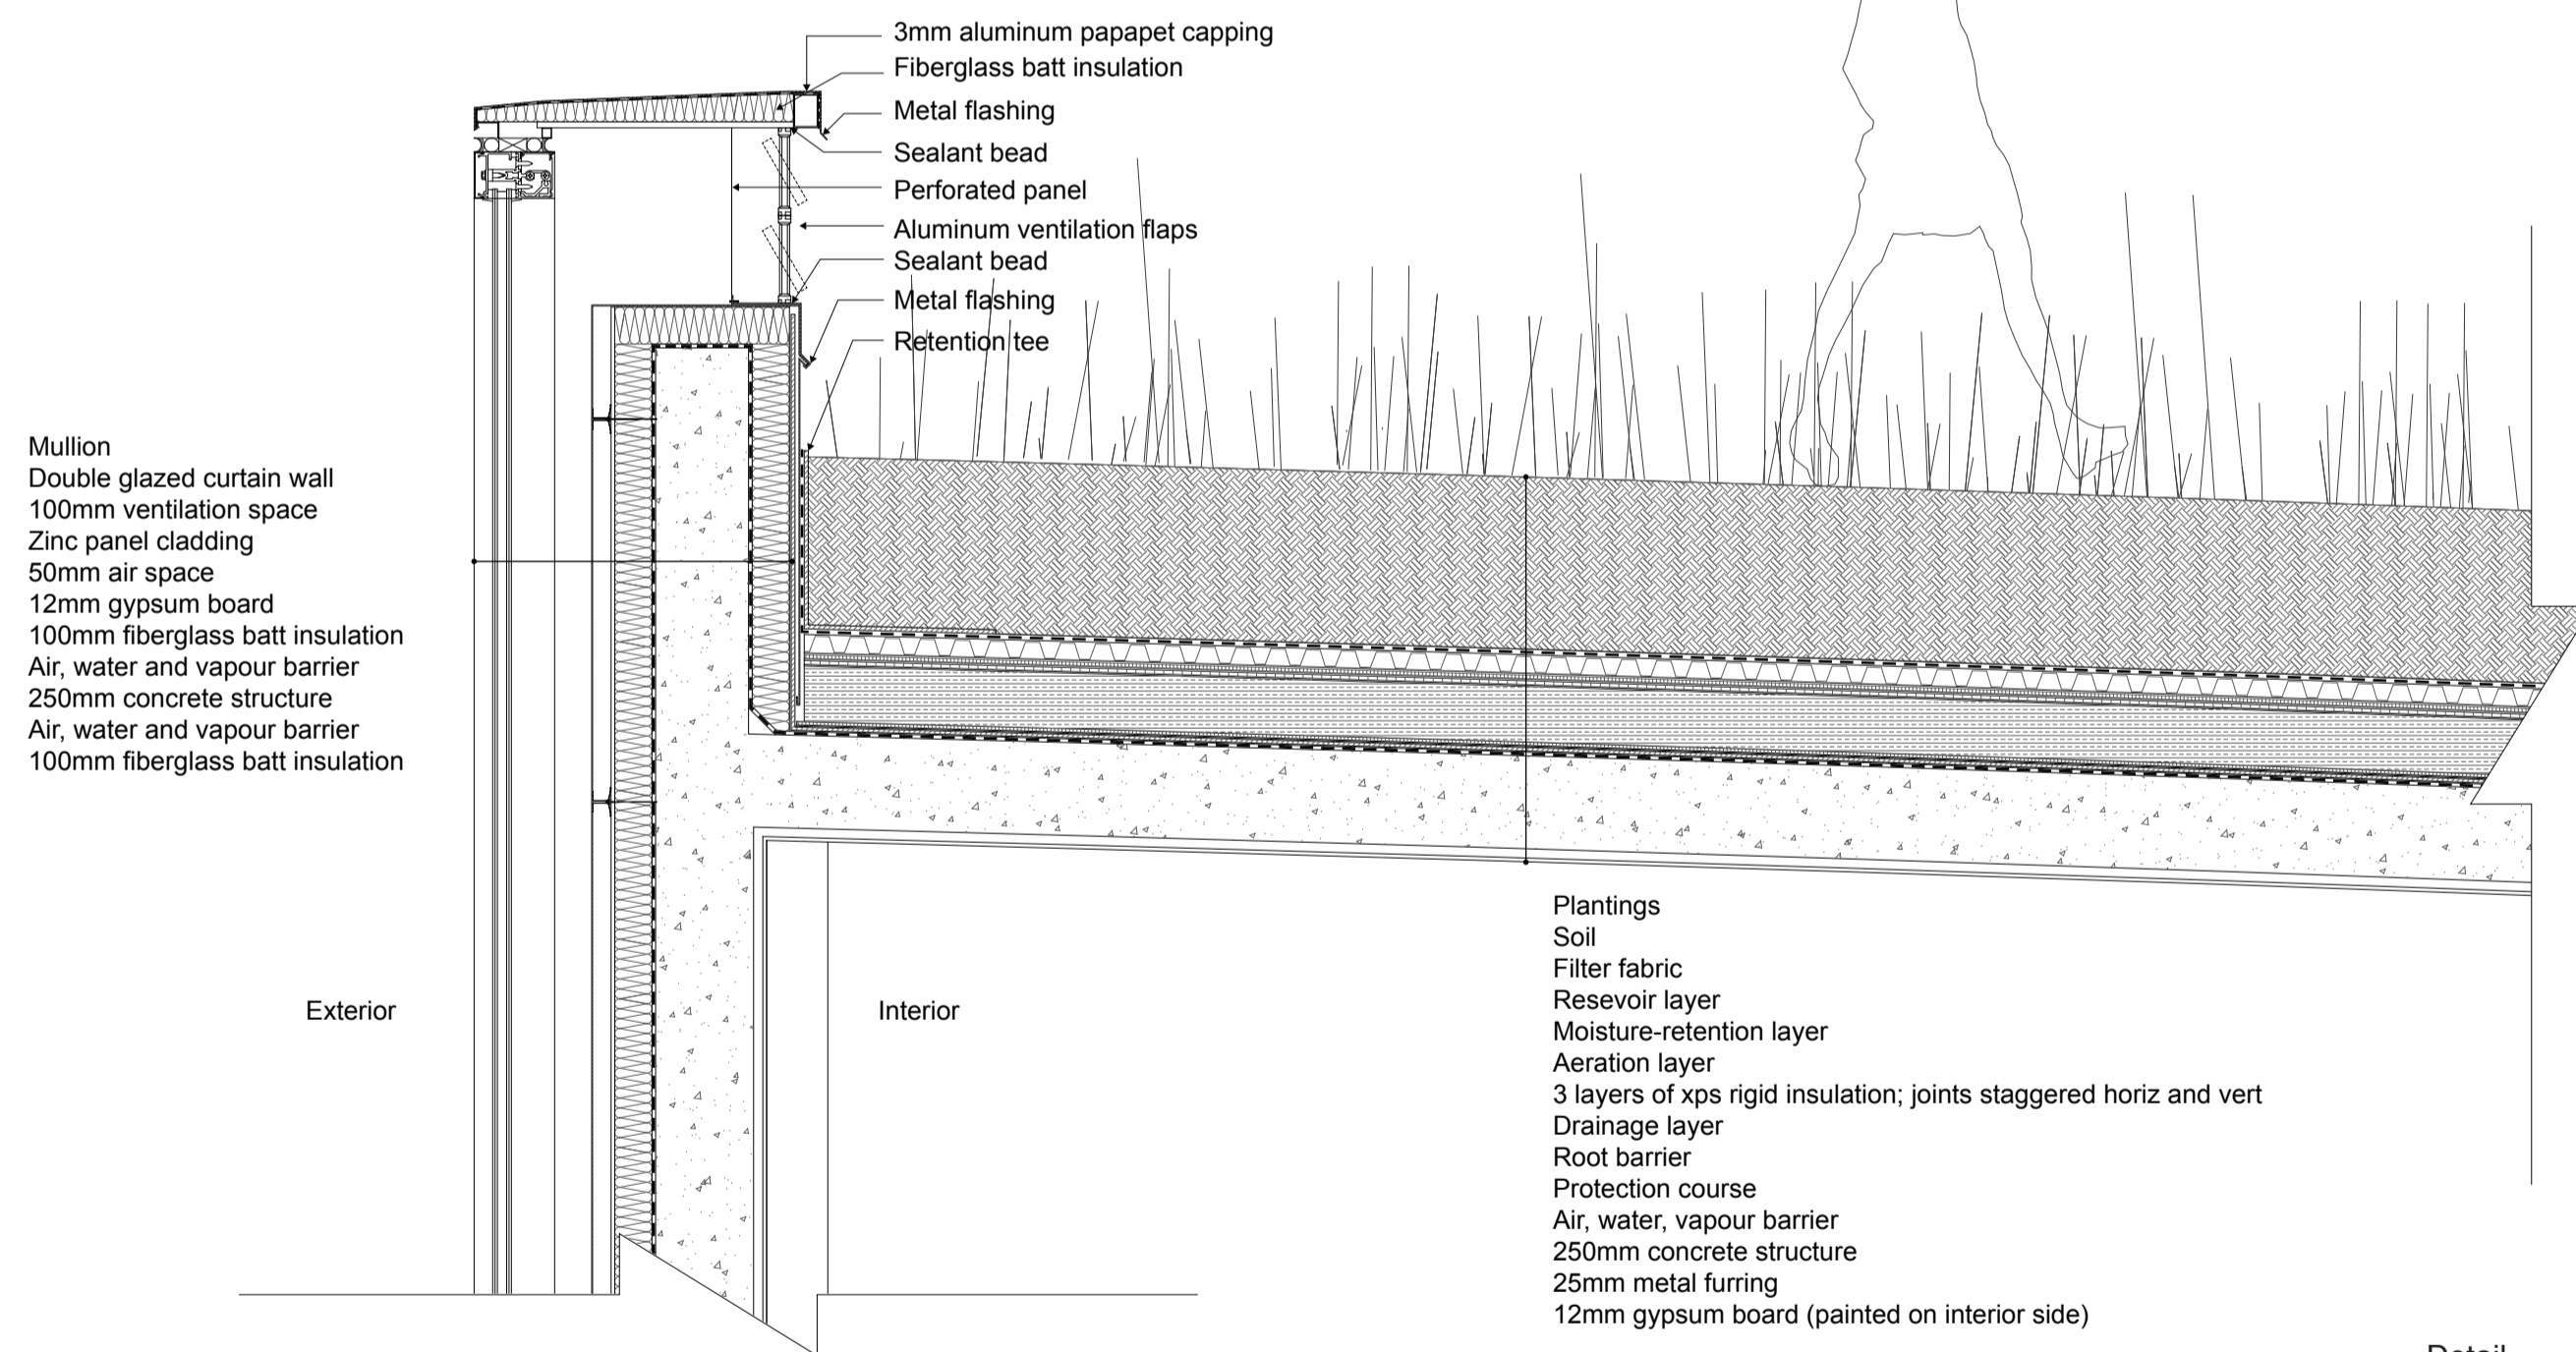 3mm aluminum papapet capping
Fiberglass batt insulation
Metal flashing
Sealant bead
Perforated panel
Aluminum ventilation flaps
Sealant bead
Metal flashing
Retention tee
Mullion
Double glazed curtain wall
100mm ventilation space
Zinc panel cladding
50mm air space
12mm gypsum board
100mm fiberglass batt insulation
Air, water and vapour barrier
250mm concrete structure
Air, water and vapour barrier
100mm fiberglass batt insulation
Exterior
Interior
Plantings
Soil
Filter fabric
Resevoir layer
Moisture-retention layer
Aeration layer
3 layers of xps rigid insulation; joints staggered horiz and vert
Drainage layer
Root barrier
Protection course
Air, water, vapour barrier
250mm concrete structure
25mm metal furring
12mm gypsum board (painted on interior side)
Detail